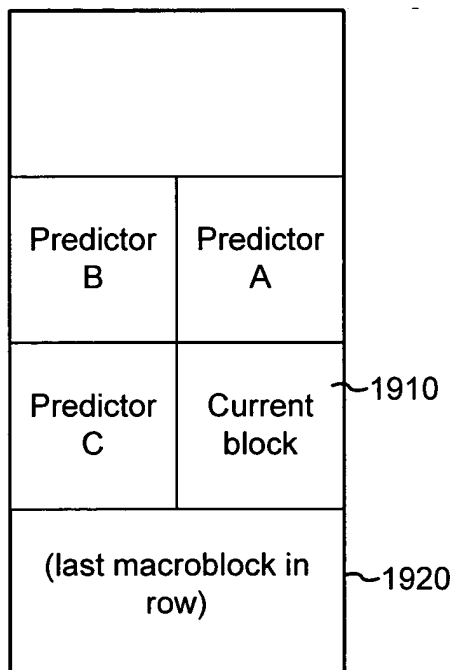 Predictor B
Predictor A
Predictor C
Current block
1910
(last macroblock in row)
1920